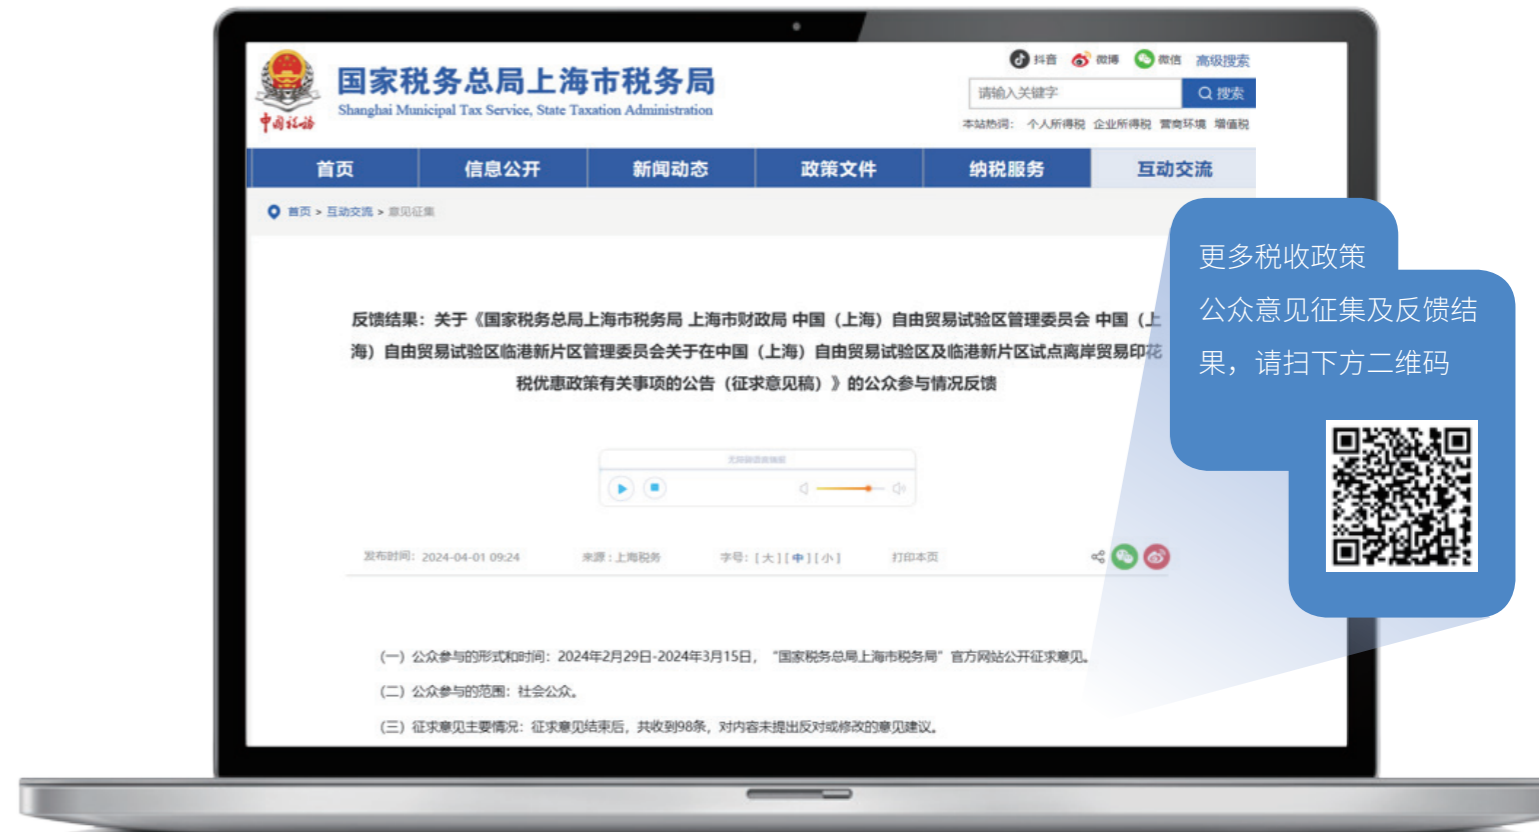 抖音 微博 微信 高级搜索
国家税务总局上海市税务局
Shanghai Municipal Tax Service, State Taxation Administration
中国税务
请输入关键字 搜索
本站热词： 个人所得税 企业所得税 营商环境 增值税
首页 信息公开 新闻动态 政策文件 纳税服务 互动交流
首页 > 互动交流 > 意见征集
反馈结果：关于《国家税务总局上海市税务局 上海市财政局 中国（上海）自由贸易试验区管理委员会 中国（上
海）自由贸易试验区临港新片区管理委员会关于在中国（上海）自由贸易试验区及临港新片区试点离岸贸易印花
税优惠政策有关事项的公告（征求意见稿）》的公众参与情况反馈
发布时间：2024-04-01 09:24 来源：上海税务 字号：[大][中][小] 打印本页
（一）公众参与的形式和时间：2024年2月29日-2024年3月15日，“国家税务总局上海市税务局”官方网站公开征求意见。
（二）公众参与的范围：社会公众。
（三）征求意见主要情况：征求意见结束后，共收到98条，对内容未提出反对或修改的意见建议。
更多税收政策
公众意见征集及反馈结
果，请扫下方二维码